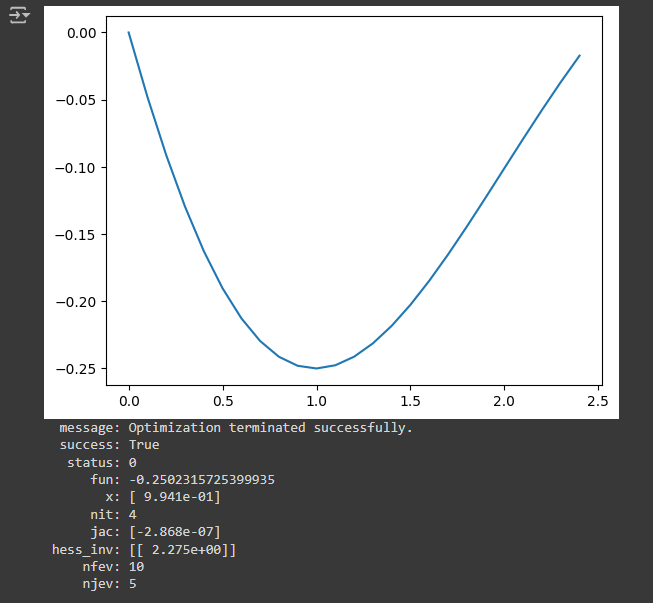 0.00
−0.05
−0.10
−0.15
−0.20
−0.25
0.0 0.5 1.0 1.5 2.0 2.5
message: Optimization terminated successfully.
success: True
status: 0
fun: -0.2502315725399935
x: [ 9.941e-01]
nit: 4
jac: [-2.868e-07]
hess_inv: [[ 2.275e+00]]
nfev: 10
njev: 5